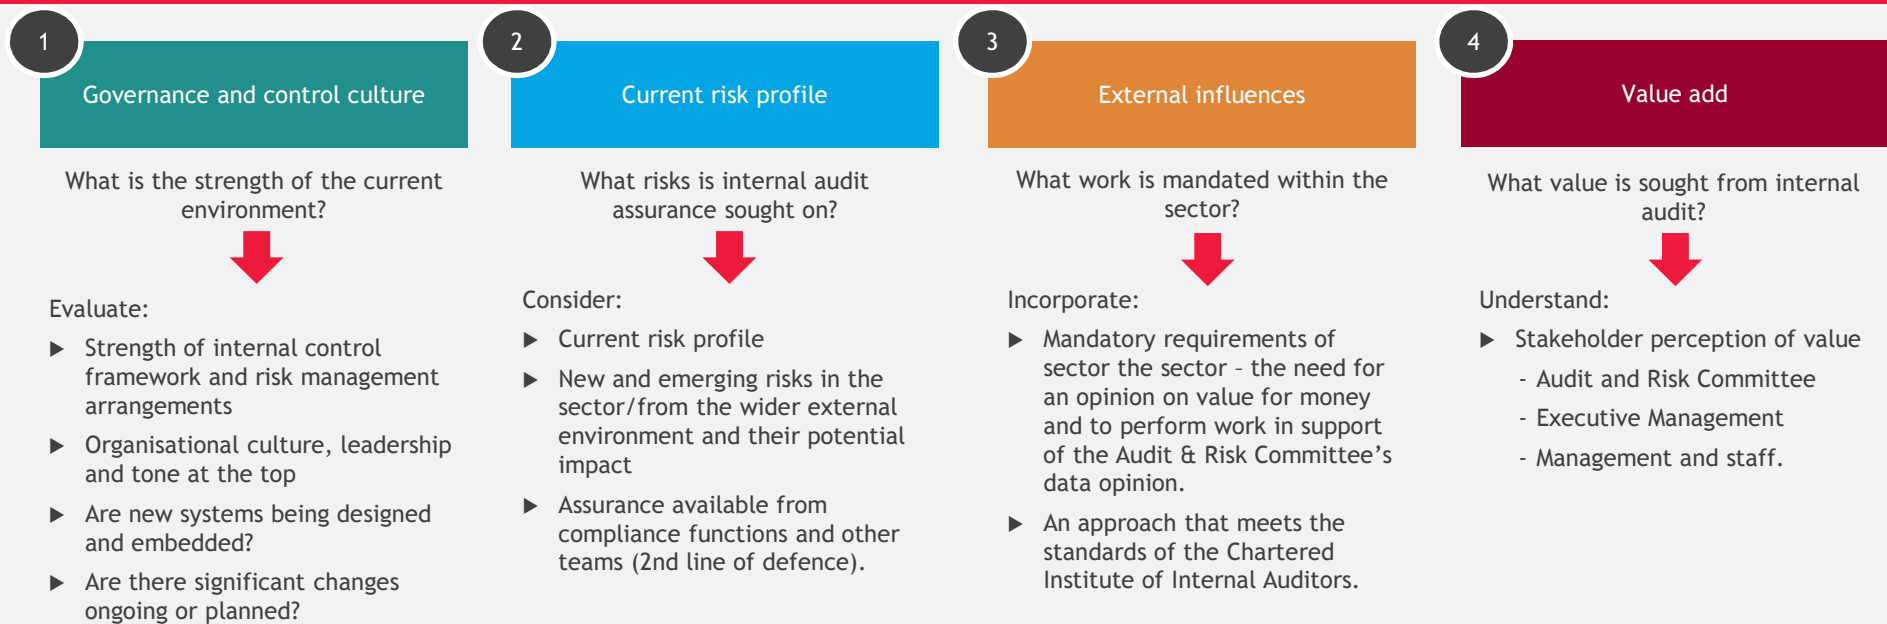 1
Governance and control culture
What is the strength of the current
environment?
Evaluate:
▶ Strength of internal control
framework and risk management
arrangements
▶ Organisational culture, leadership
and tone at the top
▶ Are new systems being designed
and embedded?
▶ Are there significant changes
ongoing or planned?
2
Current risk profile
What risks is internal audit
assurance sought on?
Consider:
▶ Current risk profile
▶ New and emerging risks in the
sector/from the wider external
environment and their potential
impact
▶ Assurance available from
compliance functions and other
teams (2nd line of defence).
3
External influences
What work is mandated within the
sector?
Incorporate:
▶ Mandatory requirements of
sector the sector – the need for
an opinion on value for money
and to perform work in support
of the Audit & Risk Committee’s
data opinion.
▶ An approach that meets the
standards of the Chartered
Institute of Internal Auditors.
4
Value add
What value is sought from internal
audit?
Understand:
▶ Stakeholder perception of value
- Audit and Risk Committee
- Executive Management
- Management and staff.